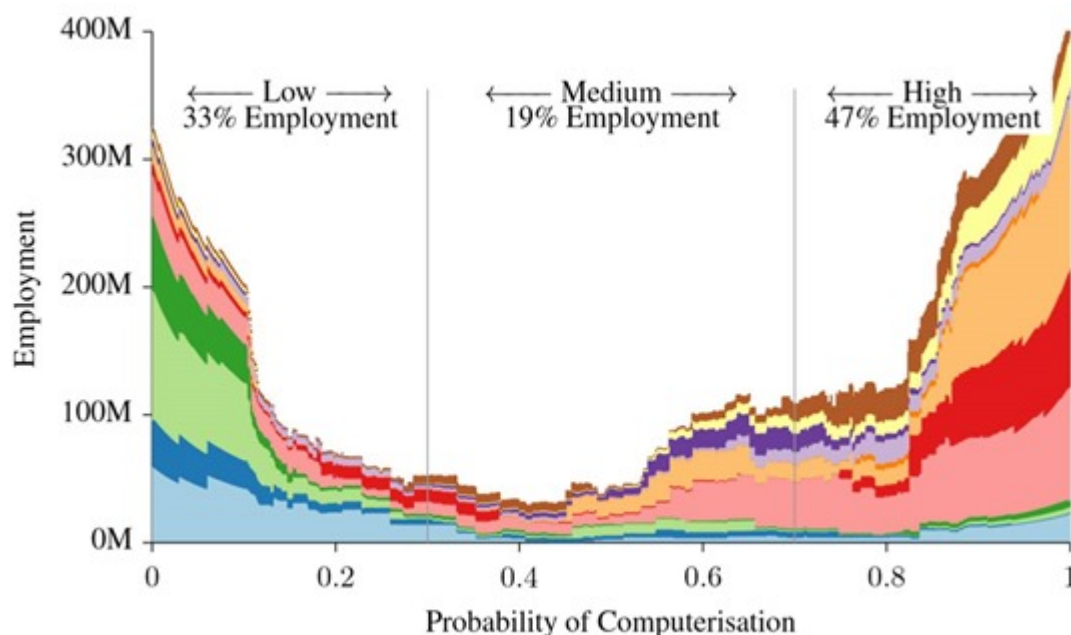 400M
300M
200M
100M
0M
Employment
← Low →
33% Employment
← Medium →
19% Employment
← High →
47% Employment
0 0.2 0.4 0.6 0.8 1
Probability of Computerisation